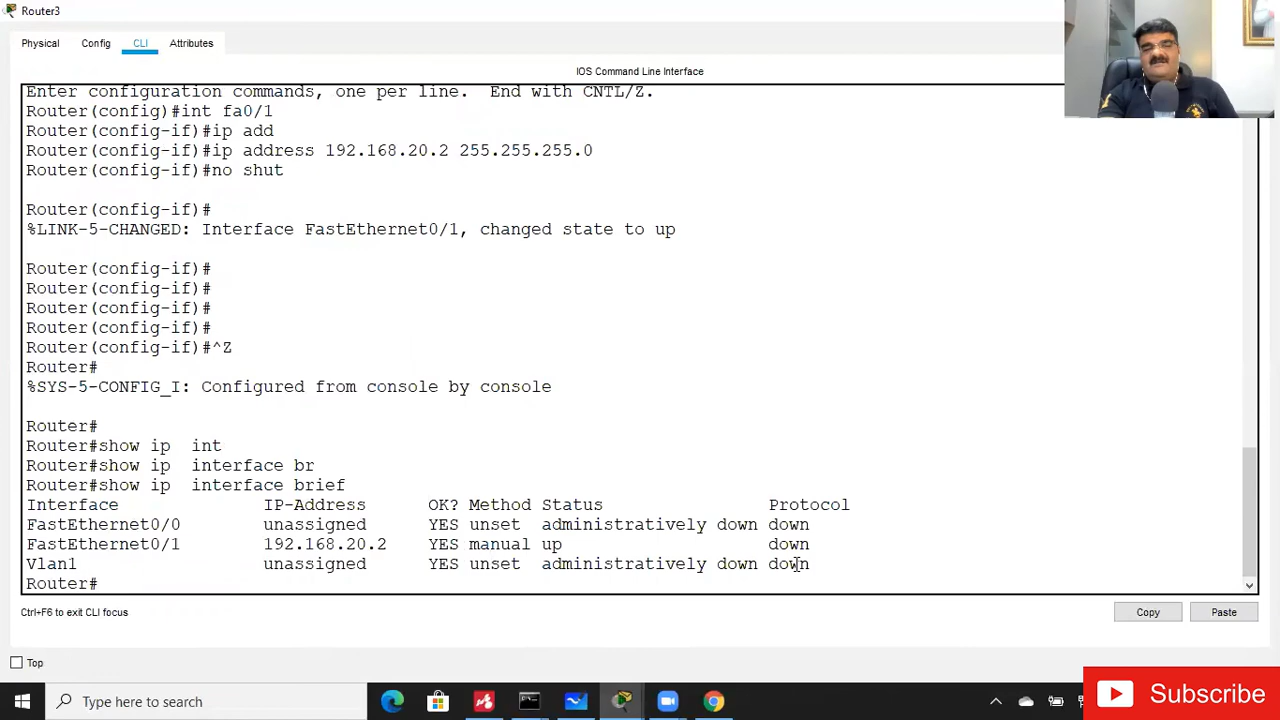 Router3
Physical Config CLI Attributes
IOS Command Line Interface
Enter configuration commands, one per line.  End with CNTL/Z.
Router(config)#int fa0/1
Router(config-if)#ip add
Router(config-if)#ip address 192.168.20.2 255.255.255.0
Router(config-if)#no shut
Router(config-if)#
%LINK-5-CHANGED: Interface FastEthernet0/1, changed state to up
Router(config-if)#
Router(config-if)#
Router(config-if)#
Router(config-if)#
Router(config-if)#^Z
Router#
%SYS-5-CONFIG_I: Configured from console by console
Router#
Router#show ip  int
Router#show ip  interface br
Router#show ip  interface brief
Interface IP-Address OK? Method Status Protocol
FastEthernet0/0 unassigned YES unset administratively down down
FastEthernet0/1 192.168.20.2 YES manual up down
Vlan1 unassigned YES unset administratively down down
Router#
Ctrl+F6 to exit CLI focus
Copy Paste
Top
Type here to search
Subscribe